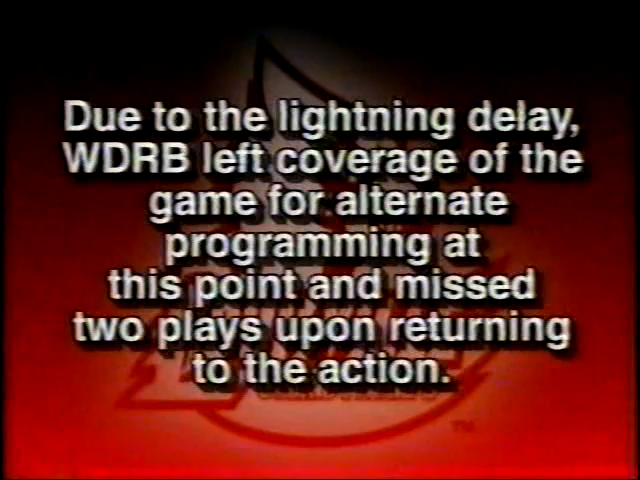 Due to the lightning delay,
WDRB left coverage of the
game for alternate
programming at
this point and missed
two plays upon returning
to the action.
TM